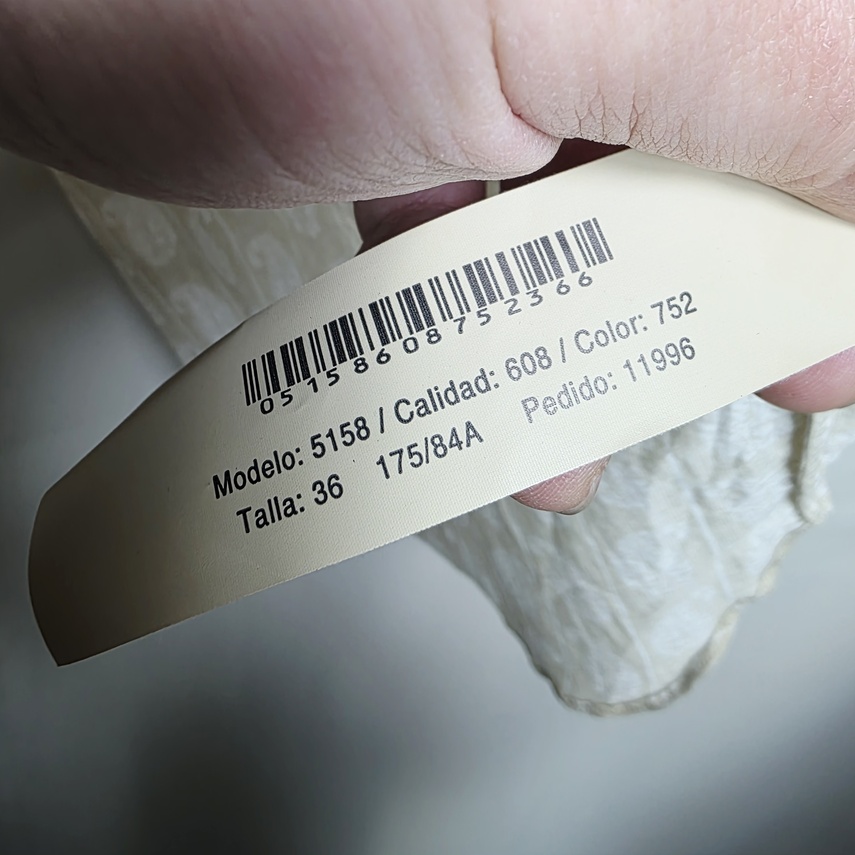 0515860875​2366
Modelo: 5158 / Calidad: 608 / Color: 752
Talla: 36 175/84A Pedido: 11996